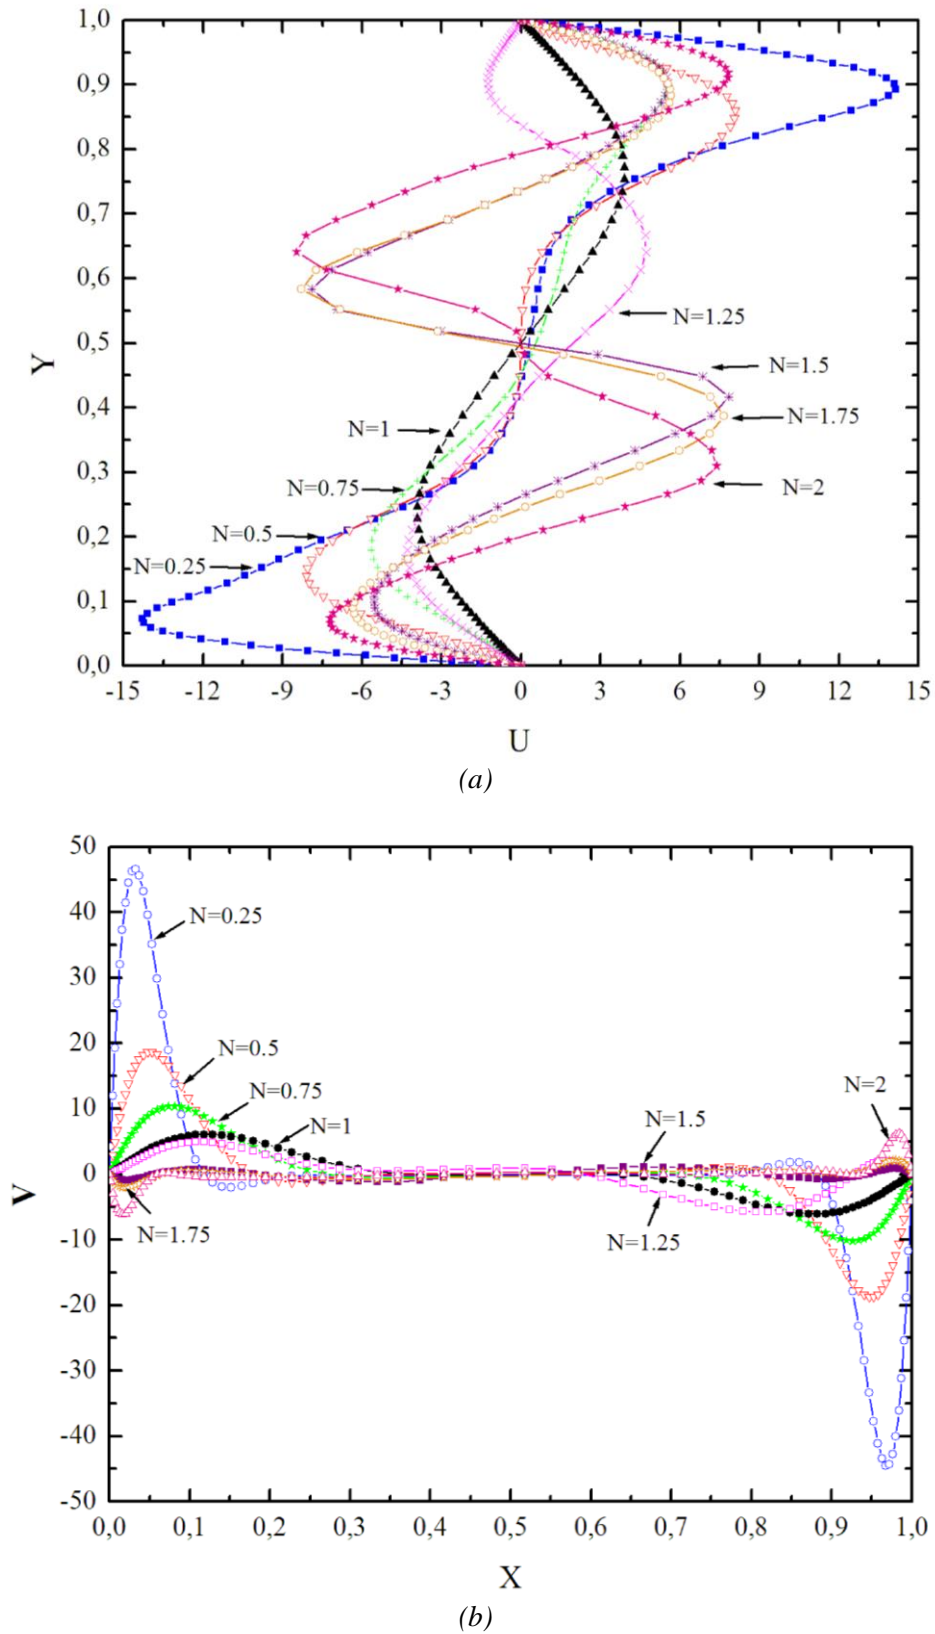 1,0
0,9
0,8
0,7
0,6
0,5
0,4
0,3
0,2
0,1
0,0
Y
N=1.25
N=1.5
N=1.75
N=1
N=0.75
N=2
N=0.5
N=0.25
-15 -12 -9 -6 -3 0 3 6 9 12 15
U
(a)
50
40
30
20
10
0
-10
-20
-30
-40
-50
V
N=0.25
N=0.5
N=0.75
N=1
N=1.5
N=2
N=1.75
N=1.25
0,0 0,1 0,2 0,3 0,4 0,5 0,6 0,7 0,8 0,9 1,0
X
(b)